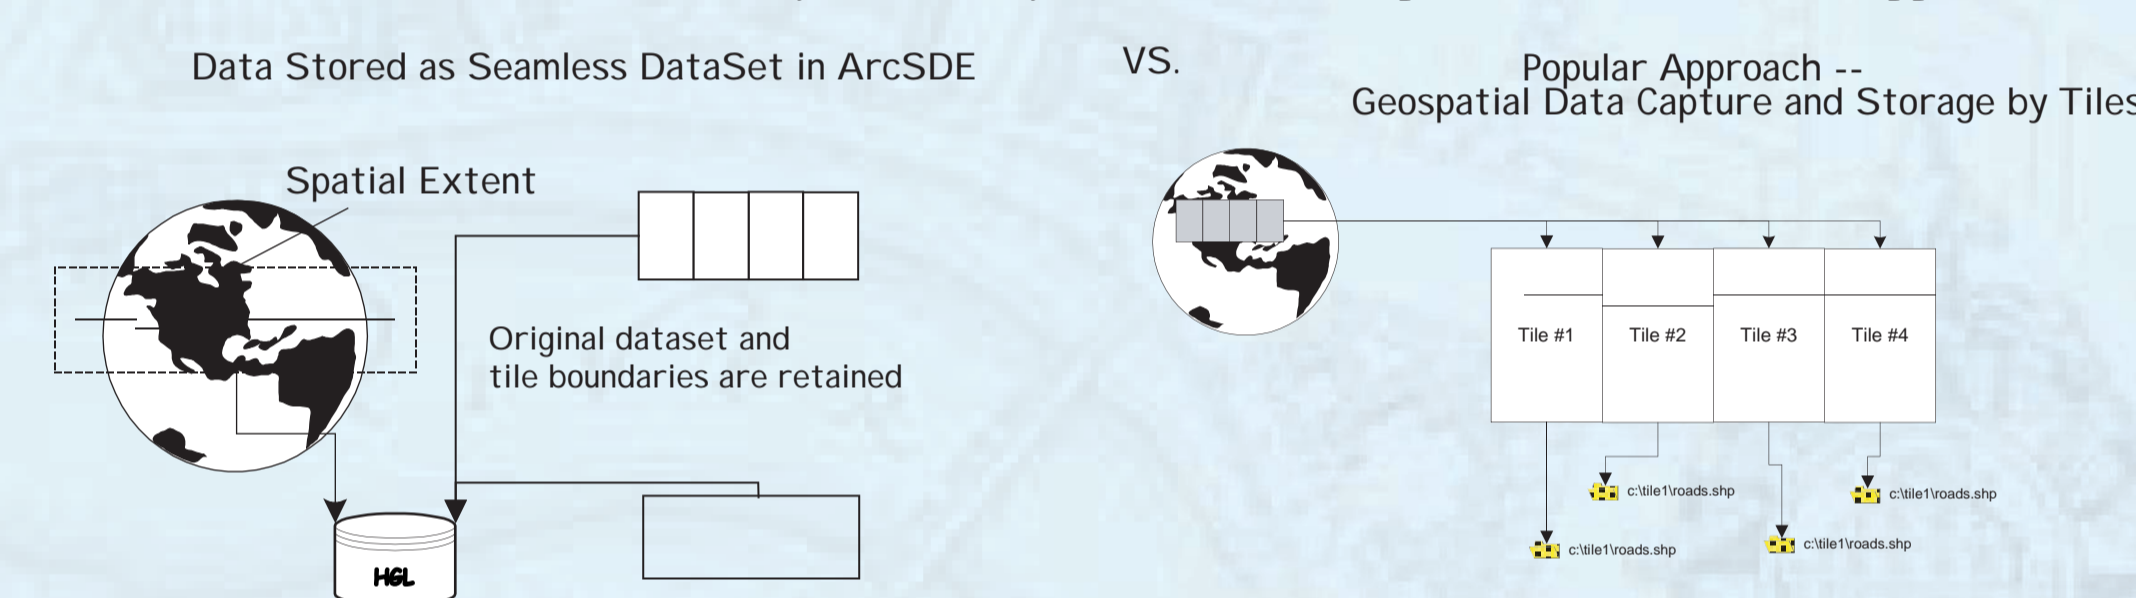 Data Stored as Seamless DataSet in ArcSDE
VS.
Popular Approach --
Geospatial Data Capture and Storage by Tiles
Spatial Extent
Original dataset and
tile boundaries are retained
HGL
Tile #1
Tile #2
Tile #3
Tile #4
c:\tile1\roads.shp
c:\tile1\roads.shp
c:\tile1\roads.shp
c:\tile1\roads.shp